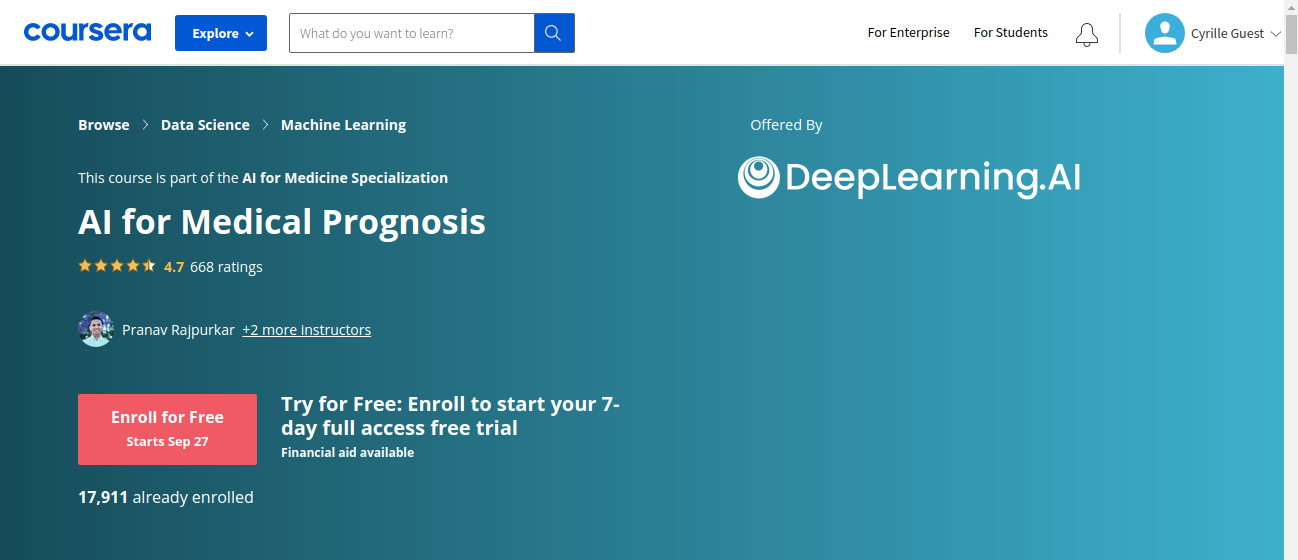 coursera
Explore
What do you want to learn?
For Enterprise
For Students
Cyrille Guest
Browse > Data Science > Machine Learning
Offered By
This course is part of the AI for Medicine Specialization
DeepLearning.AI
AI for Medical Prognosis
4.7 668 ratings
Pranav Rajpurkar +2 more instructors
Enroll for Free
Starts Sep 27
Try for Free: Enroll to start your 7-
day full access free trial
Financial aid available
17,911 already enrolled